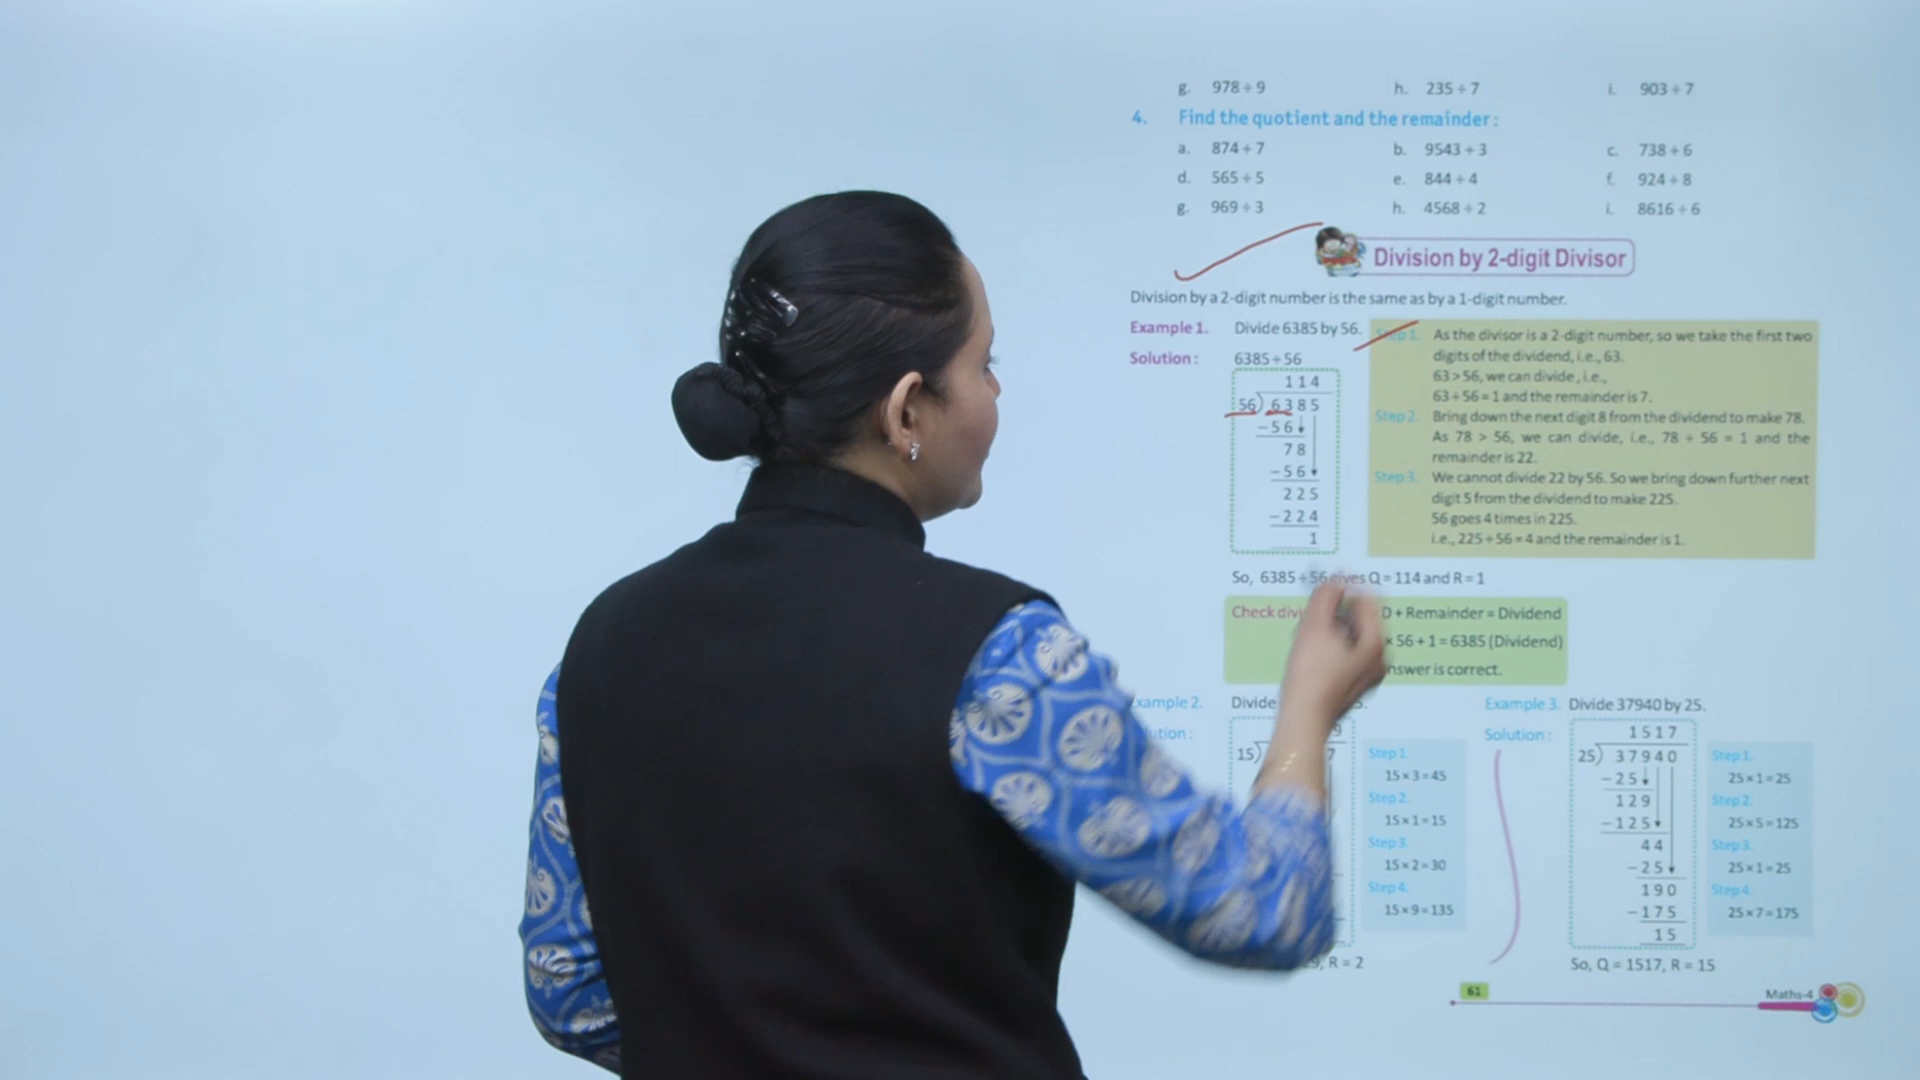 g. 978÷9 h. 235÷7 i. 903÷7
4. Find the quotient and the remainder:
a. 874÷7 b. 9543÷3 c. 738÷6
d. 565÷5 e. 844÷4 f. 924÷8
g. 969÷3 h. 4568÷2 i. 8616÷6
Division by 2-digit Divisor
Division by a 2-digit number is the same as by a 1-digit number.
Example 1. Divide 6385 by 56.
Solution: 6385÷56
114
56) 6385
-56
78
-56
225
-224
1
Step 1. As the divisor is a 2-digit number, so we take the first two
digits of the dividend, i.e., 63.
63 > 56, we can divide, i.e.,
63÷56=1 and the remainder is 7.
Step 2. Bring down the next digit 8 from the dividend to make 78.
As 78 > 56, we can divide, i.e., 78 ÷ 56 = 1 and the
remainder is 22.
Step 3. We cannot divide 22 by 56. So we bring down further next
digit 5 from the dividend to make 225.
56 goes 4 times in 225.
i.e., 225÷56=4 and the remainder is 1.
So, 6385÷56 gives Q=114 and R=1
Check D+Remainder=Dividend
×56+1=6385 (Dividend)
is correct.
Example 2. Divide
15)
9
7
Step 1.
15×3=45
Step 2.
15×1=15
Step 3.
15×2=30
Step 4.
15×9=135
R=2
Example 3. Divide 37940 by 25.
Solution:
1517
25) 37940
-25
129
-125
44
-25
190
-175
15
Step 1.
25×1=25
Step 2.
25×5=125
Step 3.
25×1=25
Step 4.
25×7=175
So, Q=1517, R=15
61
Maths-4